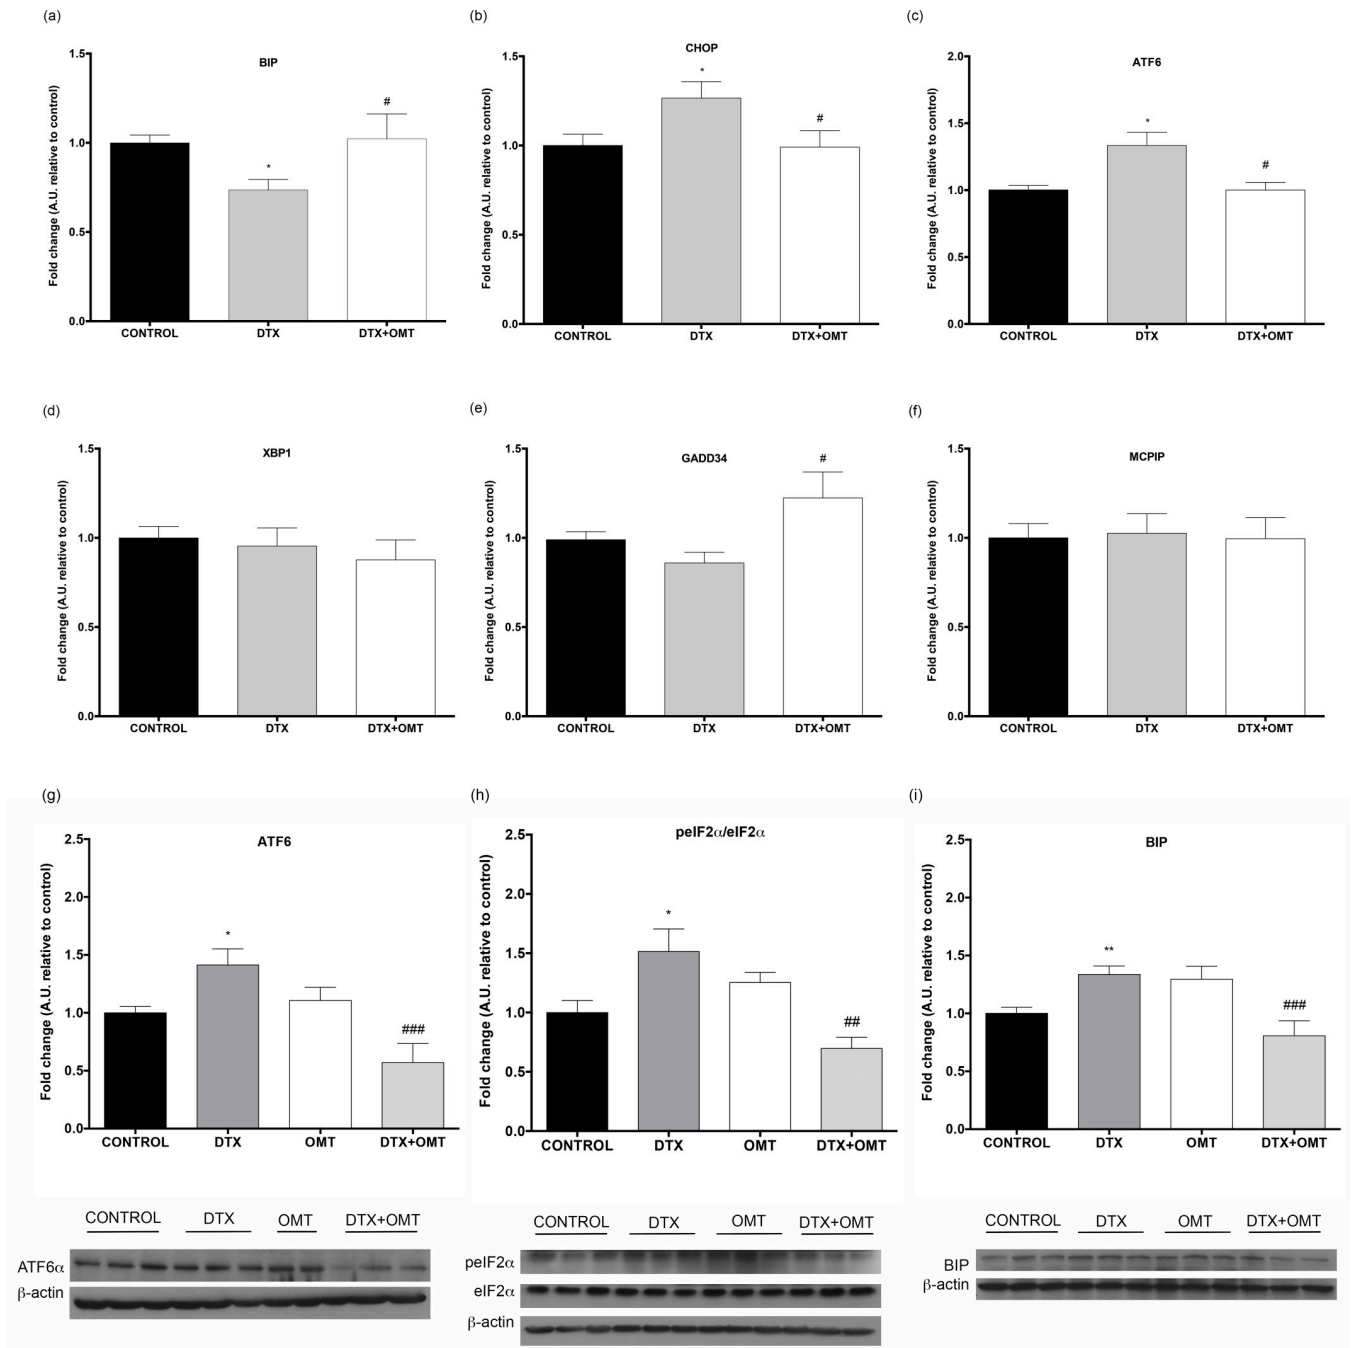 (a)
BIP
Fold change (A.U. relative to control)
1.5
*
#
1.0
0.5
0.0
CONTROL DTX DTX+OMT
(b)
CHOP
Fold change (A.U. relative to control)
1.5
*
#
1.0
0.5
0.0
CONTROL DTX DTX+OMT
(c)
ATF6
Fold change (A.U. relative to control)
2.0
1.5
*
#
1.0
0.5
0.0
CONTROL DTX DTX+OMT
(d)
XBP1
Fold change (A.U. relative to control)
1.5
1.0
0.5
0.0
CONTROL DTX DTX+OMT
(e)
GADD34
Fold change (A.U. relative to control)
1.5
#
1.0
0.5
0.0
CONTROL DTX DTX+OMT
(f)
MCPIP
Fold change (A.U. relative to control)
1.5
1.0
0.5
0.0
CONTROL DTX DTX+OMT
(g)
ATF6
Fold change (A.U. relative to control)
2.5
2.0
1.5
*
1.0
###
0.5
0.0
CONTROL DTX OMT DTX+OMT
CONTROL DTX OMT DTX+OMT
ATF6α
β-actin
(h)
peIF2α/eIF2α
Fold change (A.U. relative to control)
2.5
2.0
*
1.5
1.0
##
0.5
0.0
CONTROL DTX OMT DTX+OMT
CONTROL DTX OMT DTX+OMT
peIF2α
eIF2α
β-actin
(i)
BIP
Fold change (A.U. relative to control)
2.5
2.0
**
1.5
###
1.0
0.5
0.0
CONTROL DTX OMT DTX+OMT
CONTROL DTX OMT DTX+OMT
BIP
β-actin